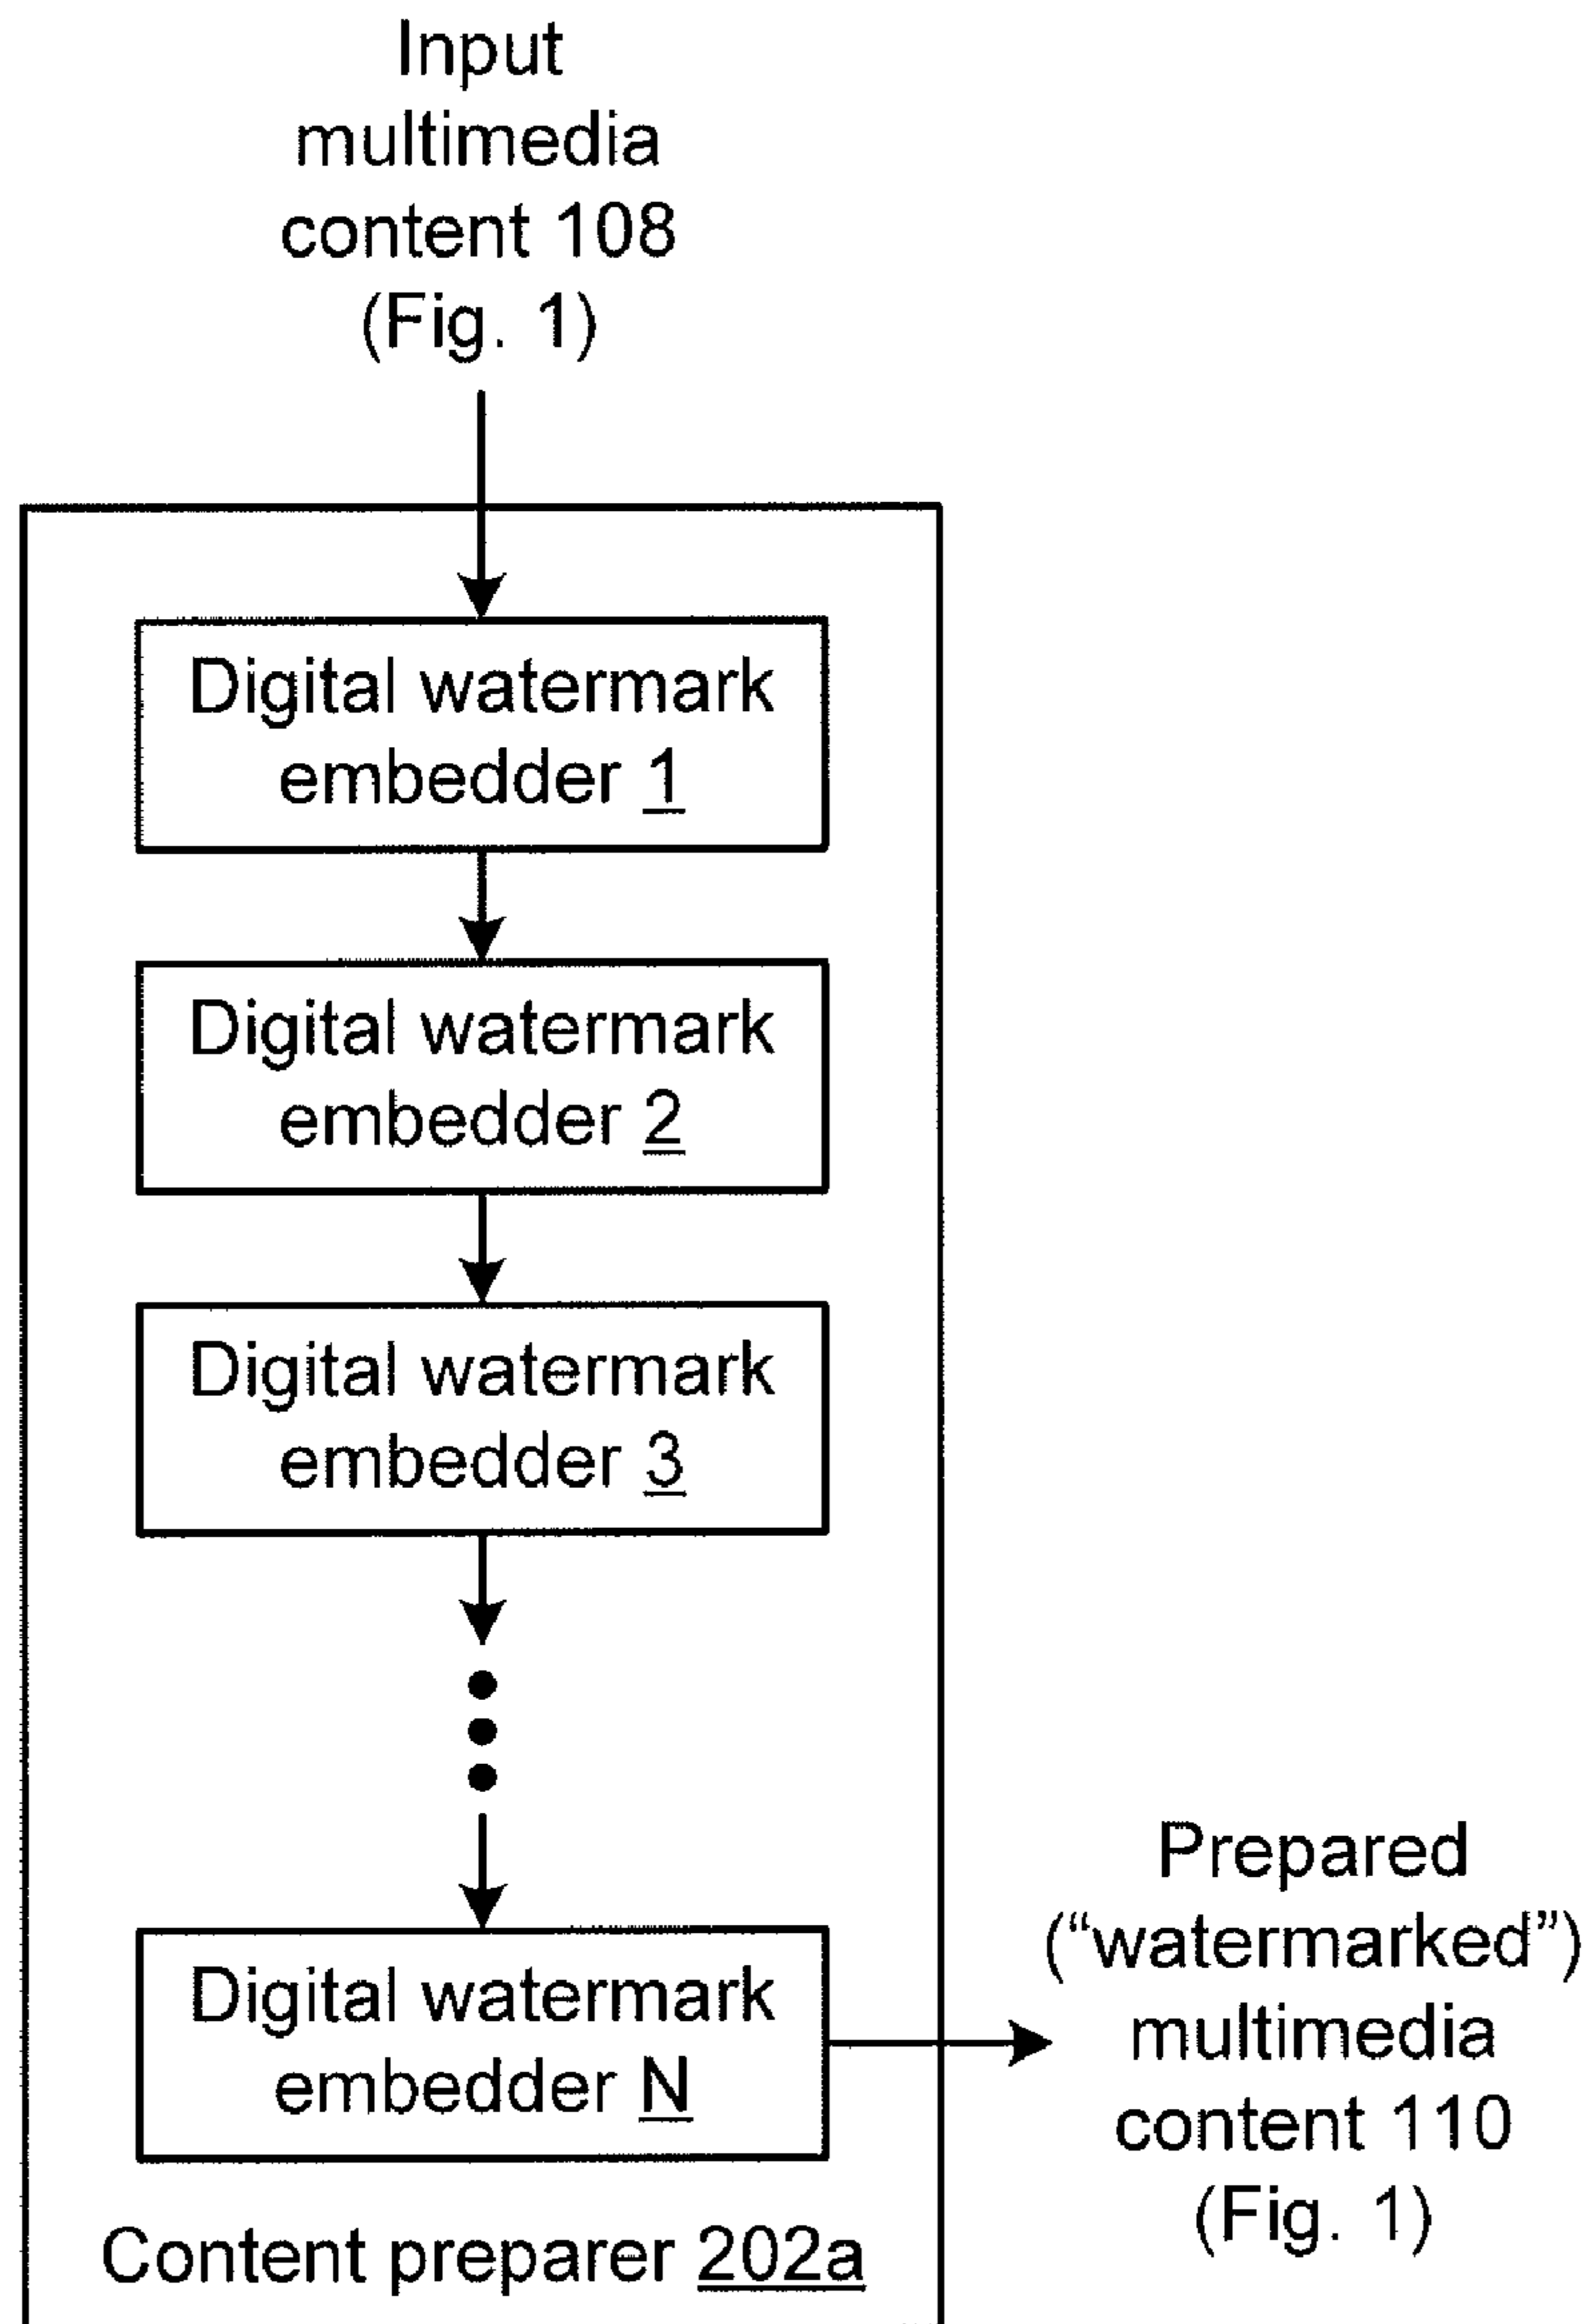 Input
multimedia
content 108
(Fig. 1)
Digital watermark
embedder 1
Digital watermark
embedder 2
Digital watermark
embedder 3
Digital watermark
embedder N
Prepared
(“watermarked”)
multimedia
content 110
(Fig. 1)
Content preparer 202a